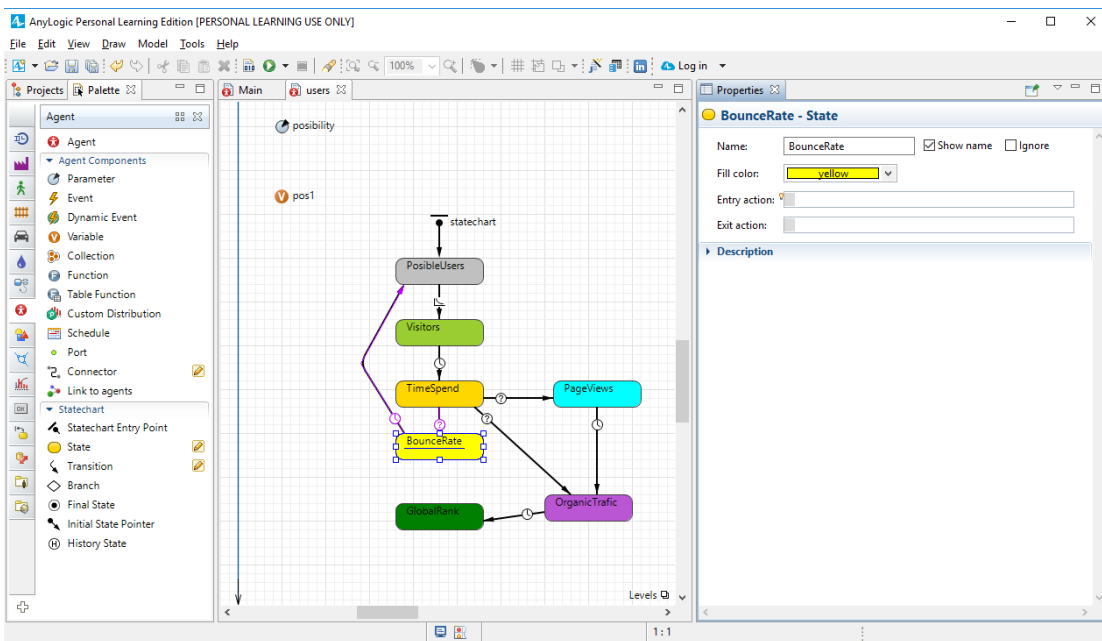 AnyLogic Personal Learning Edition [PERSONAL LEARNING USE ONLY]
File Edit View Draw Model Tools Help
100%
Log in
Projects
Palette
Main
users
Properties
Agent
Agent
Agent Components
Parameter
Event
Dynamic Event
Variable
Collection
Function
Table Function
Custom Distribution
Schedule
Port
Connector
Link to agents
Statechart
Statechart Entry Point
State
Transition
Branch
Final State
Initial State Pointer
History State
posibility
pos1
statechart
PosibleUsers
Visitors
TimeSpend
PageViews
BounceRate
OrganicTrafic
GlobalRank
Levels
BounceRate - State
Name: BounceRate Show name Ignore
Fill color: yellow
Entry action:
Exit action:
Description
1:1